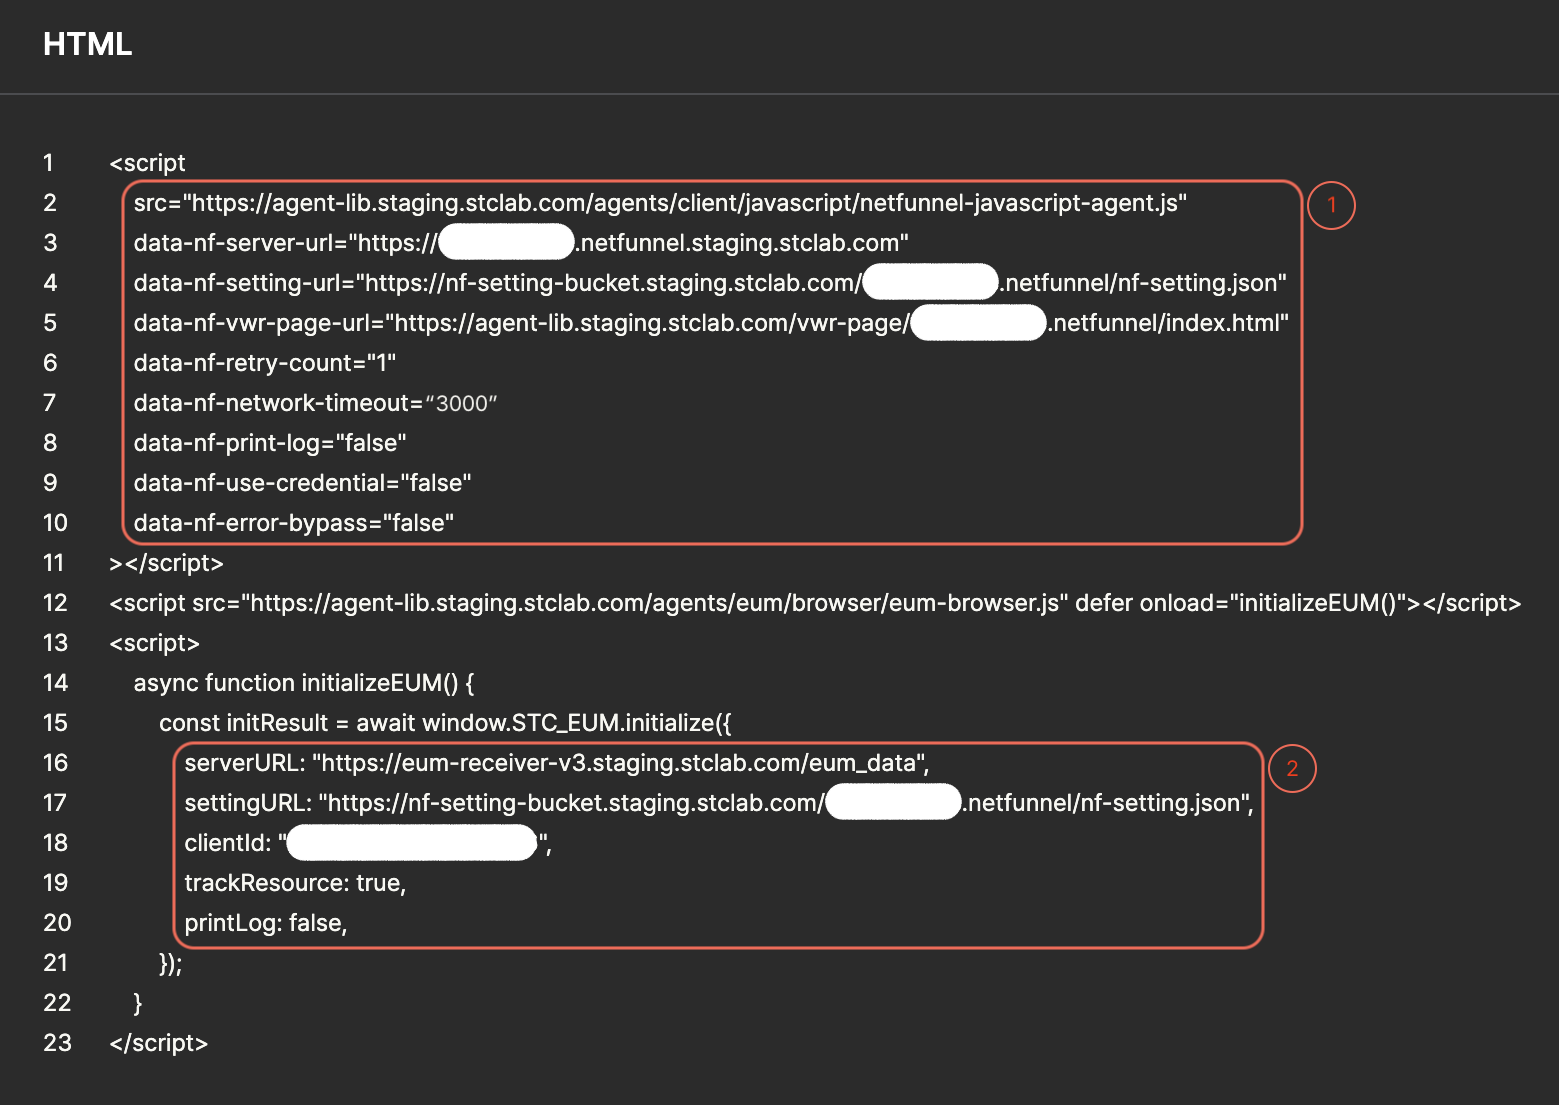 HTML
1 <script
2 src="https://agent-lib.staging.stclab.com/agents/client/javascript/netfunnel-javascript-agent.js" 1
3 data-nf-server-url="https:// .netfunnel.staging.stclab.com"
4 data-nf-setting-url="https://nf-setting-bucket.staging.stclab.com/ .netfunnel/nf-setting.json"
5 data-nf-vwr-page-url="https://agent-lib.staging.stclab.com/vwr-page/ .netfunnel/index.html"
6 data-nf-retry-count="1"
7 data-nf-network-timeout=“3000”
8 data-nf-print-log="false"
9 data-nf-use-credential="false"
10 data-nf-error-bypass="false"
11 ></script>
12 <script src="https://agent-lib.staging.stclab.com/agents/eum/browser/eum-browser.js" defer onload="initializeEUM()"></script>
13 <script>
14 async function initializeEUM() {
15 const initResult = await window.STC_EUM.initialize({
16 serverURL: "https://eum-receiver-v3.staging.stclab.com/eum_data", 2
17 settingURL: "https://nf-setting-bucket.staging.stclab.com/ .netfunnel/nf-setting.json",
18 clientId: " ",
19 trackResource: true,
20 printLog: false,
21 });
22 }
23 </script>